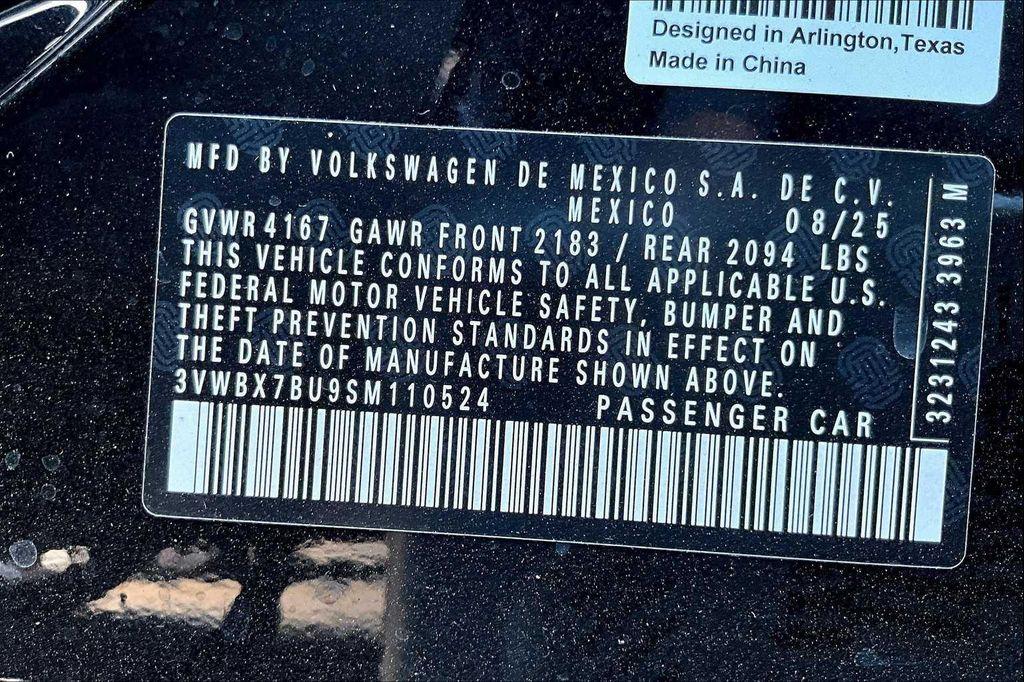 Designed in Arlington,Texas
Made in China
MFD BY VOLKSWAGEN DE MEXICO S.A. DE C.V.
MEXICO 08/25
GVWR 4167 GAWR FRONT 2183 / REAR 2094 LBS
THIS VEHICLE CONFORMS TO ALL APPLICABLE U.S.
FEDERAL MOTOR VEHICLE SAFETY, BUMPER AND
THEFT PREVENTION STANDARDS IN EFFECT ON
THE DATE OF MANUFACTURE SHOWN ABOVE.
3VWBX7BU9SM110524 PASSENGER CAR
3231243 3963 M